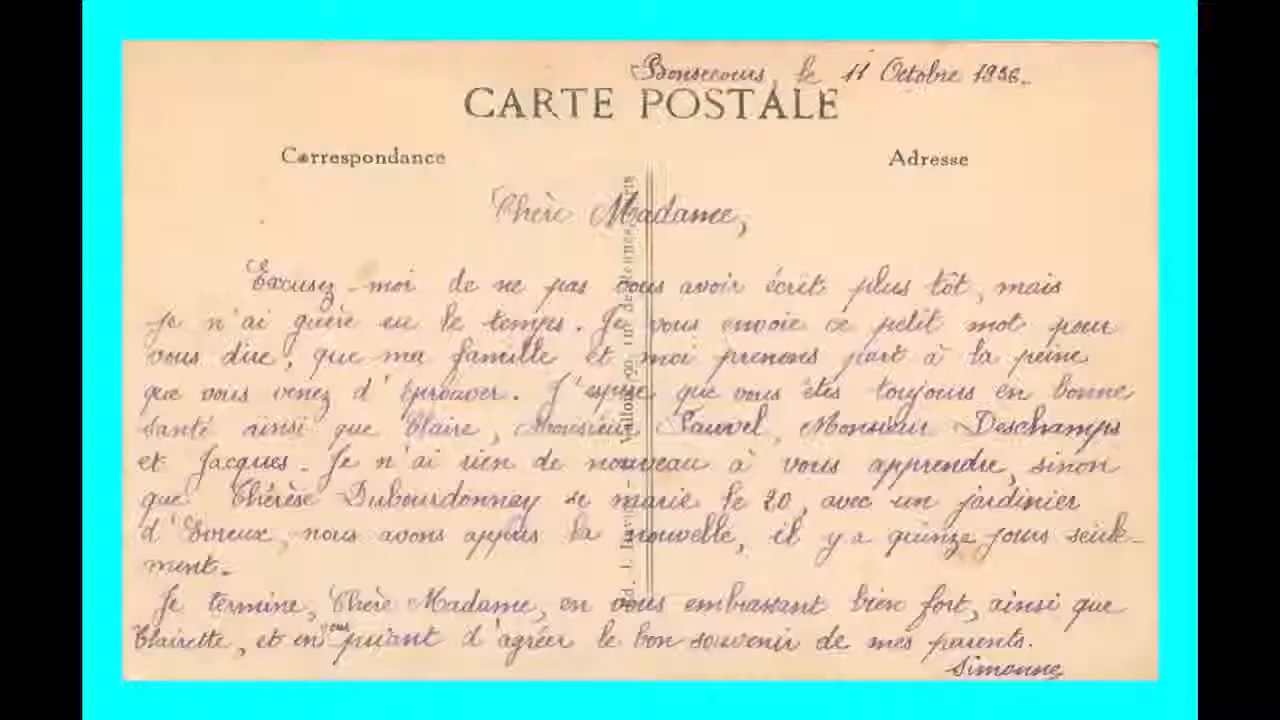 Bonsecours, le 11 Octobre 1936.
CARTE POSTALE
Correspondance
Adresse
Chère Madame,
Excusez-moi de ne pas vous avoir écrit plus tôt, mais
je n'ai guère eu le temps. Je vous envoie ce petit mot pour
vous dire, que ma famille et moi prenons part à la peine
que vous venez d'éprouver. J'espère que vous êtes toujours en bonne
santé ainsi que Claire, Monsieur Lauvel, Monsieur Deschamps
et Jacques. Je n'ai rien de nouveau à vous apprendre, sinon
que Thérèse Dubourdonnay se marie le 20, avec un jardinier
d'Evreux, nous avons appris la nouvelle, il y a quinze jours seule-
ment.
Je termine, Chère Madame, en vous embrassant bien fort, ainsi que
Clairette, et en vous priant d'agréer le bon souvenir de mes parents.
Simonne